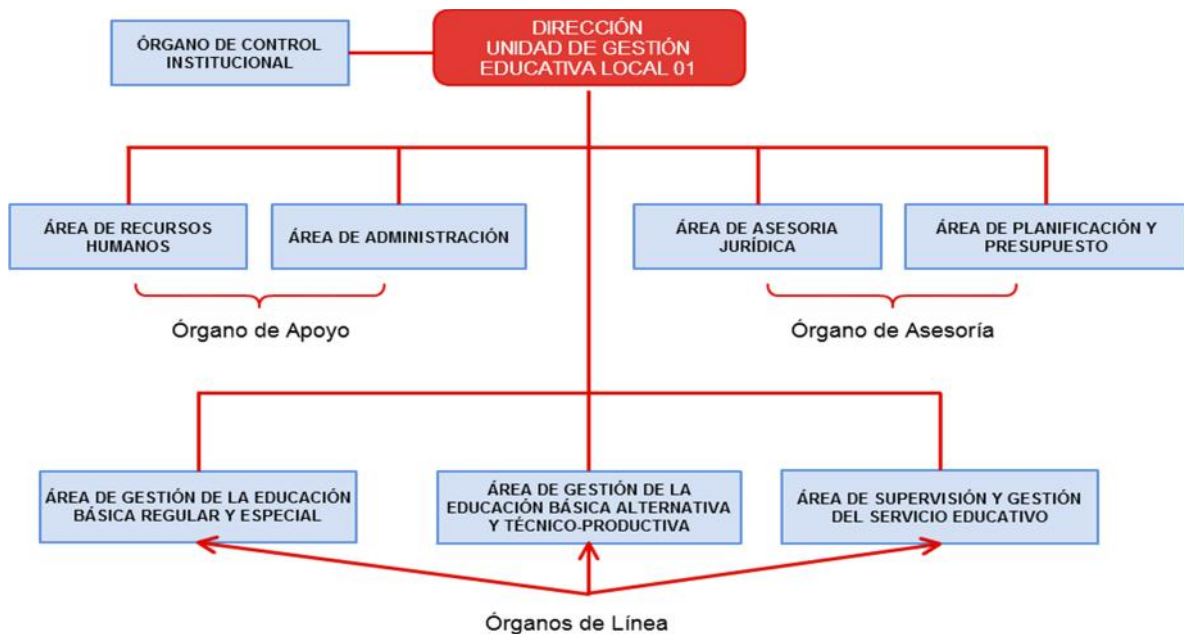 ÓRGANO DE CONTROL
INSTITUCIONAL
DIRECCIÓN
UNIDAD DE GESTIÓN
EDUCATIVA LOCAL 01
ÁREA DE RECURSOS
HUMANOS
ÁREA DE ADMINISTRACIÓN
ÁREA DE ASESORIA
JURÍDICA
ÁREA DE PLANIFICACIÓN Y
PRESUPUESTO
Órgano de Apoyo
Órgano de Asesoría
ÁREA DE GESTIÓN DE LA EDUCACIÓN
BÁSICA REGULAR Y ESPECIAL
ÁREA DE GESTIÓN DE LA
EDUCACIÓN BÁSICA ALTERNATIVA
Y TÉCNICO-PRODUCTIVA
ÁREA DE SUPERVISIÓN Y GESTIÓN
DEL SERVICIO EDUCATIVO
Órganos de Línea